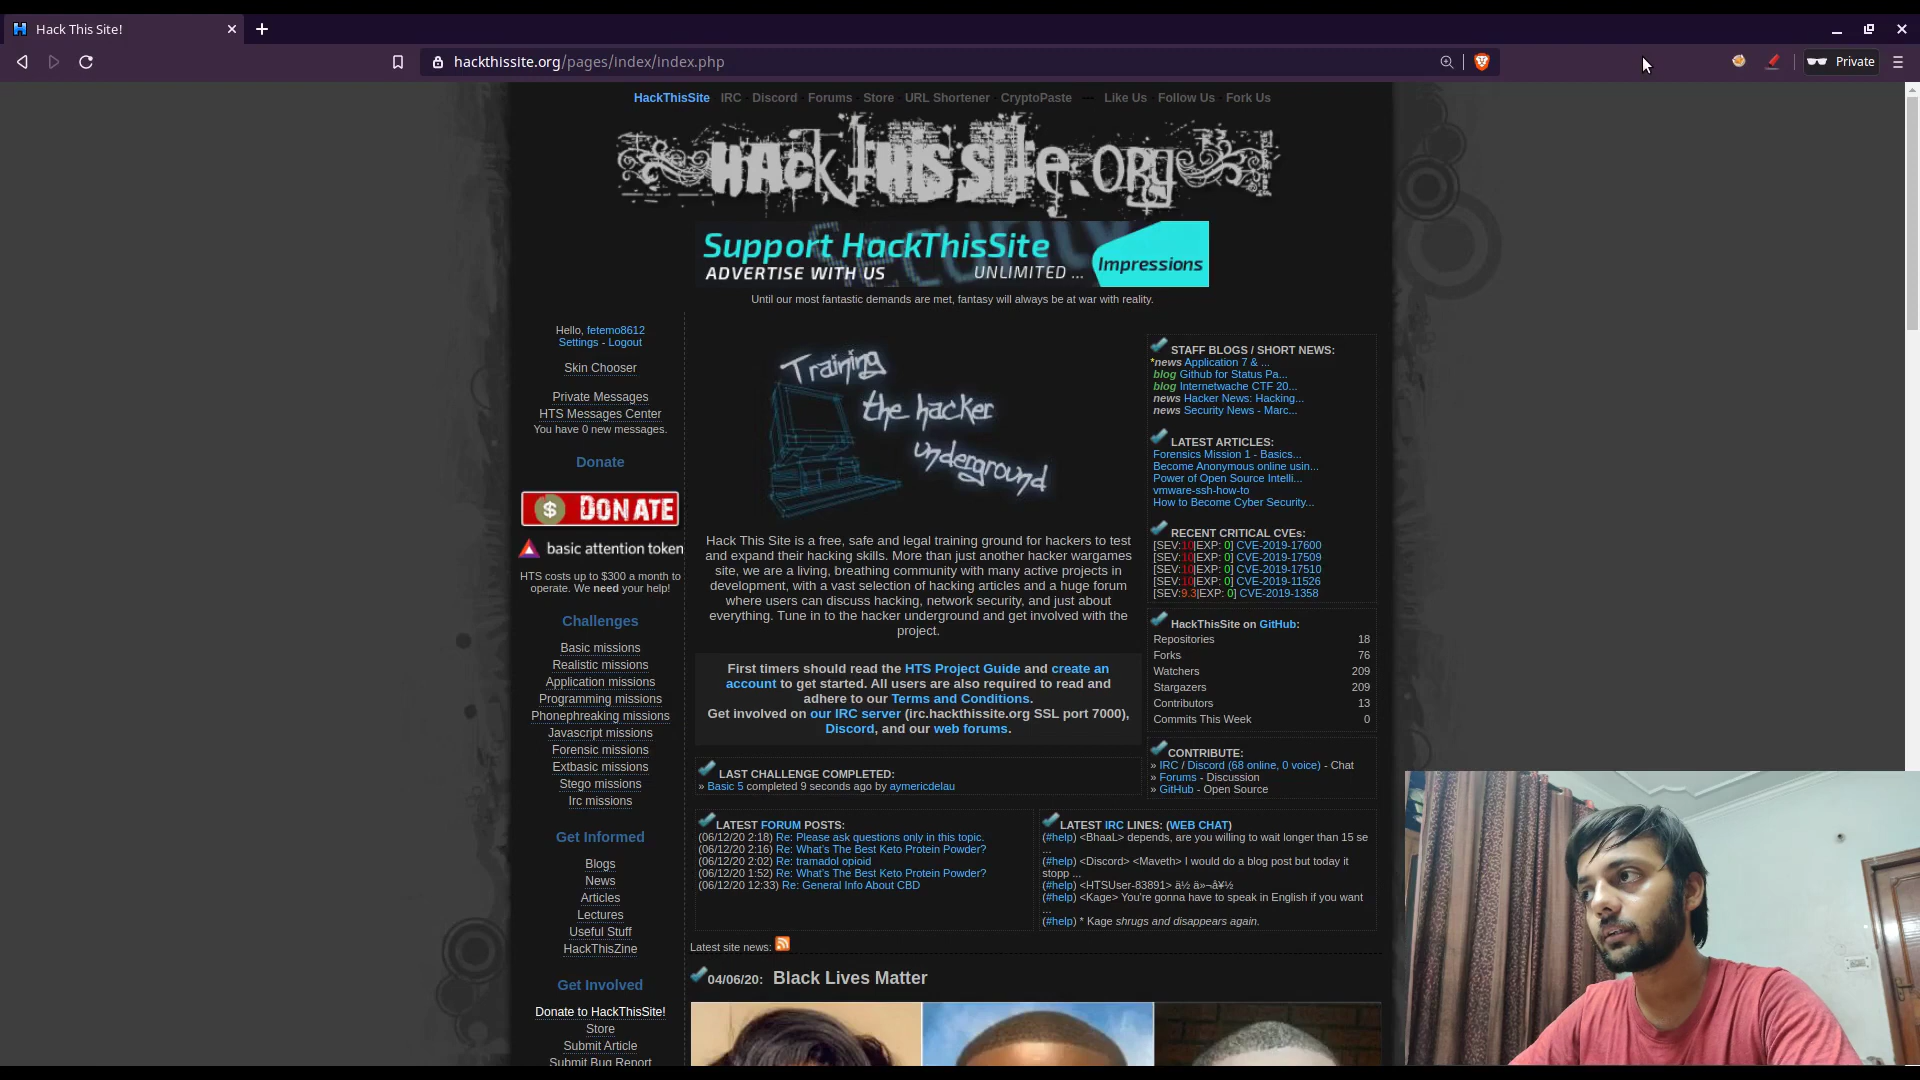 Hack This Site!
hackthissite.org/pages/index/index.php
Private
HackThisSite IRC Discord Forums Store URL Shortener CryptoPaste --- Like Us Follow Us Fork Us
Hack This Site.org
Support HackThisSite
ADVERTISE WITH US UNLIMITED ... Impressions
Until our most fantastic demands are met, fantasy will always be at war with reality.
Hello, fetemo8612
Settings - Logout
Skin Chooser
Private Messages
HTS Messages Center
You have 0 new messages.
Donate
$ DONATE
basic attention token
HTS costs up to $300 a month to
operate. We need your help!
Challenges
Basic missions
Realistic missions
Application missions
Programming missions
Phonephreaking missions
Javascript missions
Forensic missions
Extbasic missions
Stego missions
Irc missions
Get Informed
Blogs
News
Articles
Lectures
Useful Stuff
HackThisZine
Get Involved
Donate to HackThisSite!
Store
Submit Article
Submit Bug Report
Training
the hacker
underground
Hack This Site is a free, safe and legal training ground for hackers to test
and expand their hacking skills. More than just another hacker wargames
site, we are a living, breathing community with many active projects in
development, with a vast selection of hacking articles and a huge forum
where users can discuss hacking, network security, and just about
everything. Tune in to the hacker underground and get involved with the
project.
First timers should read the HTS Project Guide and create an
account to get started. All users are also required to read and
adhere to our Terms and Conditions.
Get involved on our IRC server (irc.hackthissite.org SSL port 7000),
Discord, and our web forums.
LAST CHALLENGE COMPLETED:
» Basic 5 completed 9 seconds ago by aymericdelau
STAFF BLOGS / SHORT NEWS:
*news Application 7 & ...
blog Github for Status Pa...
blog Internetwache CTF 20...
news Hacker News: Hacking...
news Security News - Marc...
LATEST ARTICLES:
Forensics Mission 1 - Basics...
Become Anonymous online usin...
Power of Open Source Intelli...
vmware-ssh-how-to
How to Become Cyber Security...
RECENT CRITICAL CVEs:
[SEV:10|EXP: 0] CVE-2019-17600
[SEV:10|EXP: 0] CVE-2019-17509
[SEV:10|EXP: 0] CVE-2019-17510
[SEV:10|EXP: 0] CVE-2019-11526
[SEV:9.3|EXP: 0] CVE-2019-1358
HackThisSite on GitHub:
Repositories 18
Forks 76
Watchers 209
Stargazers 209
Contributors 13
Commits This Week 0
CONTRIBUTE:
» IRC / Discord (68 online, 0 voice) - Chat
» Forums - Discussion
» GitHub - Open Source
LATEST FORUM POSTS:
(06/12/20 2:18) Re: Please ask questions only in this topic.
(06/12/20 2:16) Re: What's The Best Keto Protein Powder?
(06/12/20 2:02) Re: tramadol opioid
(06/12/20 1:52) Re: What's The Best Keto Protein Powder?
(06/12/20 12:33) Re: General Info About CBD
LATEST IRC LINES: (WEB CHAT)
(#help) <BhaaL> depends, are you willing to wait longer than 15 se
...
(#help) <Discord> <Maveth> I would do a blog post but today it
stopp ...
(#help) <HTSUser-83891> ä½ ä»¬å¥½
(#help) <Kage> You're gonna have to speak in English if you want
...
(#help) * Kage shrugs and disappears again.
Latest site news:
04/06/20: Black Lives Matter